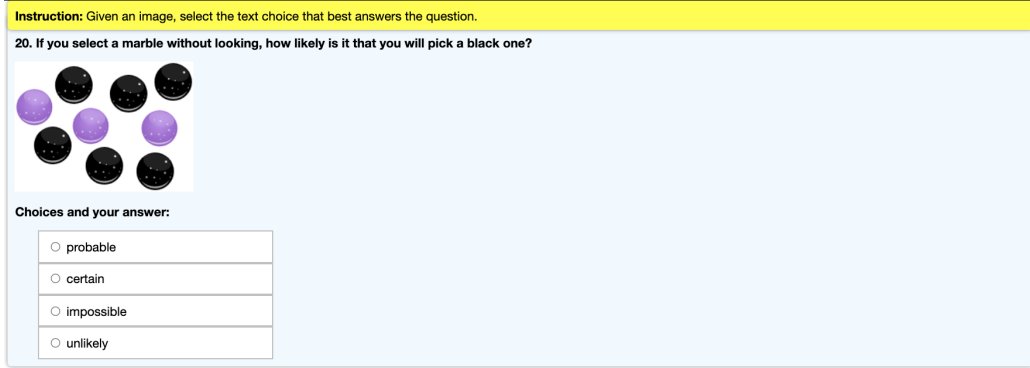 Instruction: Given an image, select the text choice that best answers the question.
20. If you select a marble without looking, how likely is it that you will pick a black one?
Choices and your answer:
probable
certain
impossible
unlikely